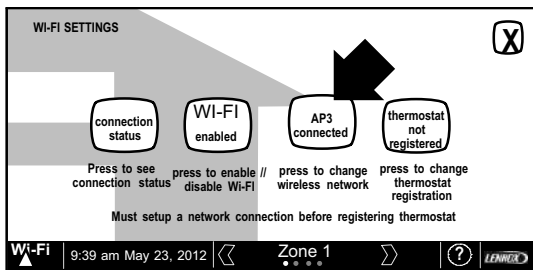 WI-FI SETTINGS
X
connection
status
WI-FI
enabled
AP3
connected
thermostat
not
registered
Press to see
connection status
press to enable //
disable Wi-FI
press to change
wireless network
press to change
thermostat
registration
Must setup a network connection before registering thermostat
Wi-Fi
9:39 am May 23, 2012
Zone 1
?
LENNOX